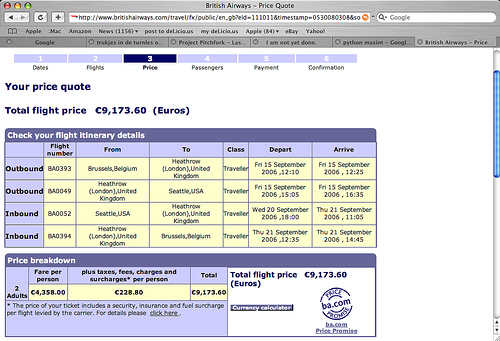 British Airways - Price Quote
http://www.britishairways.com/travel/fx/public/en_gb?eId=111011&timestamp=0530080308&so
Google
Apple .Mac Amazon News (1156) post to del.icio.us my del.icio.us Apple (84) eBay Yahoo!
Google trukjes in de turnles o... Project Pitchfork - Las... I am not yet done. python maxint - Googl... British Airways - Price...
1 2 3 4 5 6
Dates Flights Price Passengers Payment Confirmation
Your price quote
Total flight price €9,173.60 (Euros)
Check your flight itinerary details
Flight number From To Class Depart Arrive
Outbound BA0393 Brussels,Belgium Heathrow (London),United Kingdom Traveller Fri 15 September 2006 ,12:10 Fri 15 September 2006 , 12:25
Outbound BA0049 Heathrow (London),United Kingdom Seattle,USA Traveller Fri 15 September 2006 ,15:05 Fri 15 September 2006 , 16:35
Inbound BA0052 Seattle,USA Heathrow (London),United Kingdom Traveller Wed 20 September 2006 ,18:00 Thu 21 September 2006 , 11:05
Inbound BA0394 Heathrow (London),United Kingdom Brussels,Belgium Traveller Thu 21 September 2006 ,12:35 Thu 21 September 2006 , 14:45
Price breakdown
Fare per person plus taxes, fees, charges and surcharges* per person Total
2 Adults €4,358.00 €228.80 €9,173.60
* The price of your ticket includes a security, insurance and fuel surcharge
per flight levied by the carrier. For details please click here .
Total flight price €9,173.60
(Euros)
Currency calculator
PRICE
ba.com
PROMISE
ba.com
Price Promise